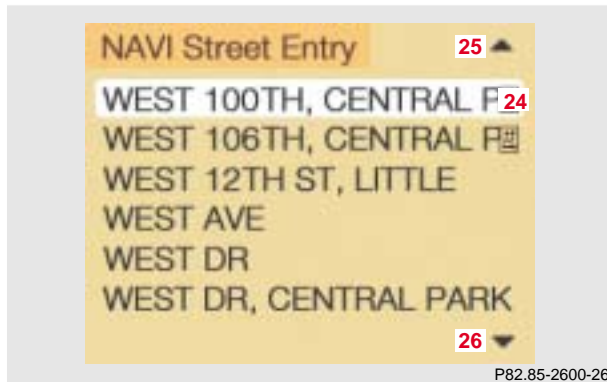 NAVI Street Entry 25
WEST 100TH, CENTRAL P 24
WEST 106TH, CENTRAL P
WEST 12TH ST, LITTLE
WEST AVE
WEST DR
WEST DR, CENTRAL PARK
26
P82.85-2600-26